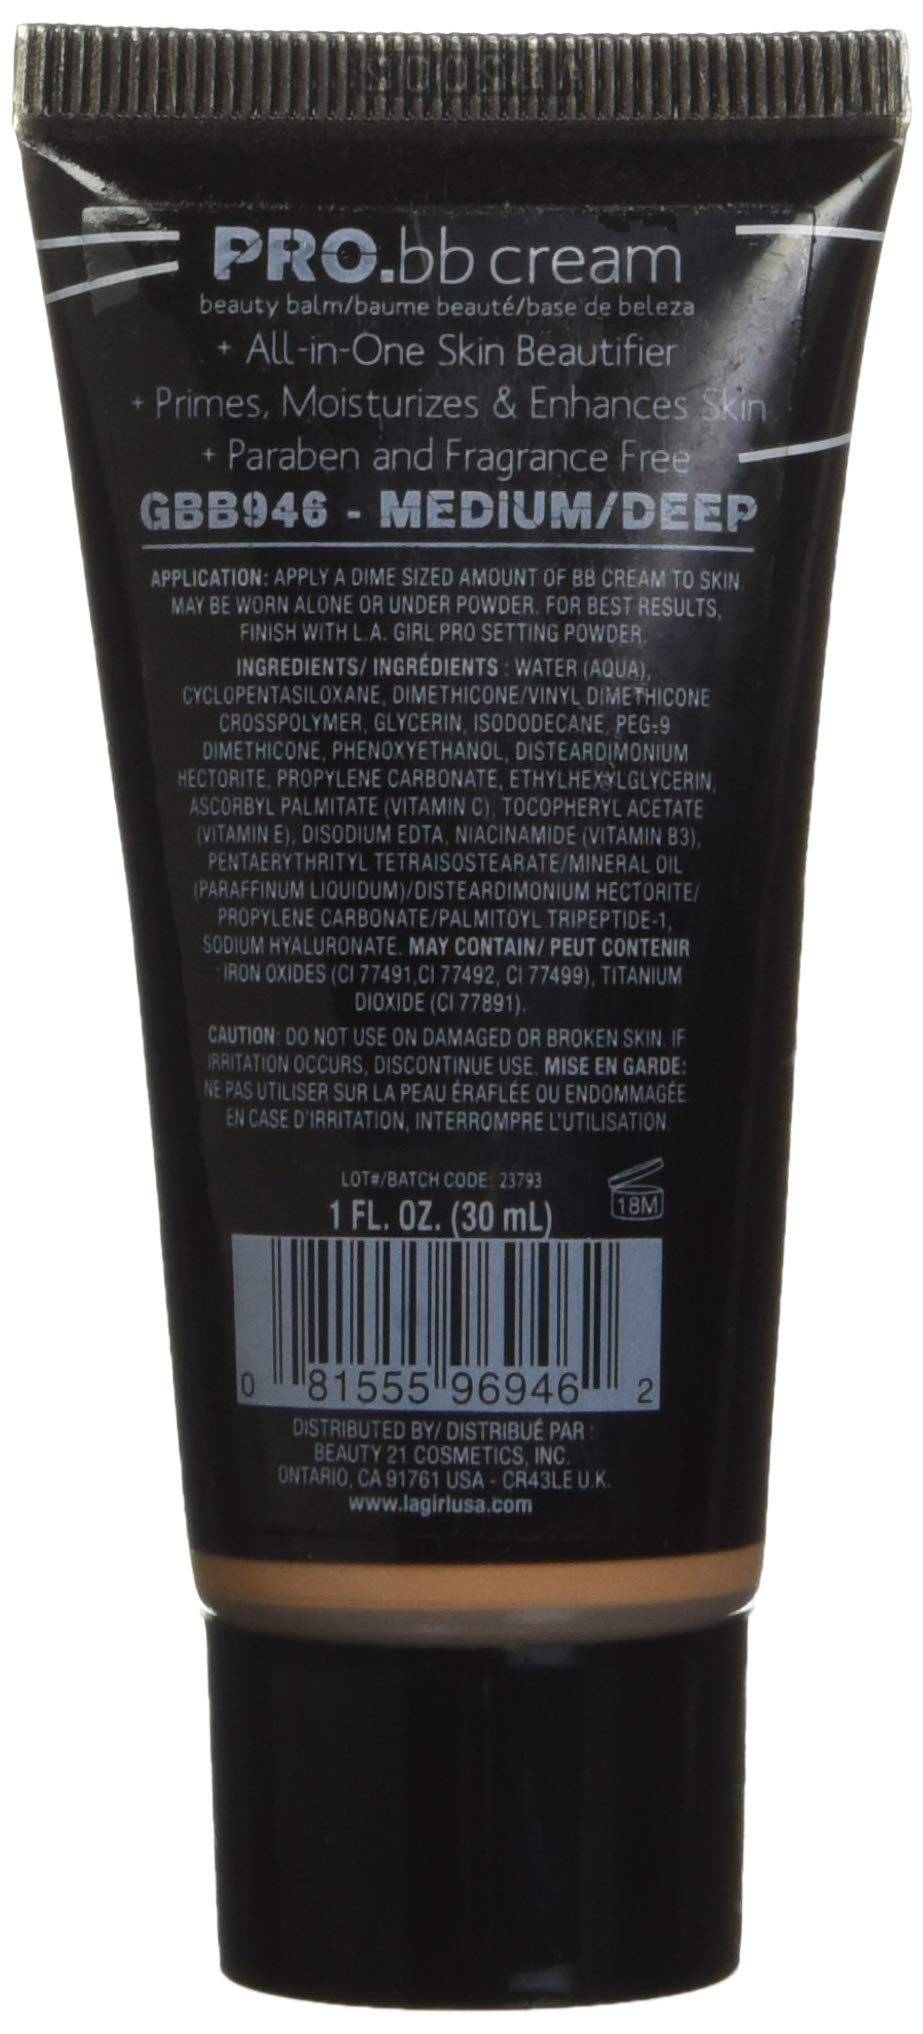 PRO.bb cream
beauty balm/baume beauté/base de beleza
+ All-in-One Skin Beautifier
+ Primes, Moisturizes & Enhances Skin
+ Paraben and Fragrance Free
GBB946 - MEDIUM/DEEP
APPLICATION: APPLY A DIME SIZED AMOUNT OF BB CREAM TO SKIN.
MAY BE WORN ALONE OR UNDER POWDER. FOR BEST RESULTS,
FINISH WITH L.A. GIRL PRO SETTING POWDER.
INGREDIENTS/ INGRÉDIENTS : WATER (AQUA),
CYCLOPENTASILOXANE, DIMETHICONE/VINYL DIMETHICONE
CROSSPOLYMER, GLYCERIN, ISODODECANE, PEG-9
DIMETHICONE, PHENOXYETHANOL, DISTEARDIMONIUM
HECTORITE, PROPYLENE CARBONATE, ETHYLHEXYLGLYCERIN,
ASCORBYL PALMITATE (VITAMIN C), TOCOPHERYL ACETATE
(VITAMIN E), DISODIUM EDTA, NIACINAMIDE (VITAMIN B3),
PENTAERYTHRITYL TETRAISOSTEARATE/MINERAL OIL
(PARAFFINUM LIQUIDUM)/DISTEARDIMONIUM HECTORITE/
PROPYLENE CARBONATE/PALMITOYL TRIPEPTIDE-1,
SODIUM HYALURONATE. MAY CONTAIN/ PEUT CONTENIR
: IRON OXIDES (CI 77491,CI 77492, CI 77499), TITANIUM
DIOXIDE (CI 77891).
CAUTION: DO NOT USE ON DAMAGED OR BROKEN SKIN. IF
IRRITATION OCCURS, DISCONTINUE USE. MISE EN GARDE:
NE PAS UTILISER SUR LA PEAU ÉRAFLÉE OU ENDOMMAGÉE.
EN CASE D'IRRITATION, INTERROMPRE L'UTILISATION.
LOT#/BATCH CODE: 23793
18M
1 FL. OZ. (30 mL)
0 81555 96946 2
DISTRIBUTED BY/ DISTRIBUÉ PAR :
BEAUTY 21 COSMETICS, INC.
ONTARIO, CA 91761 USA - CR43LE U.K.
www.lagirlusa.com